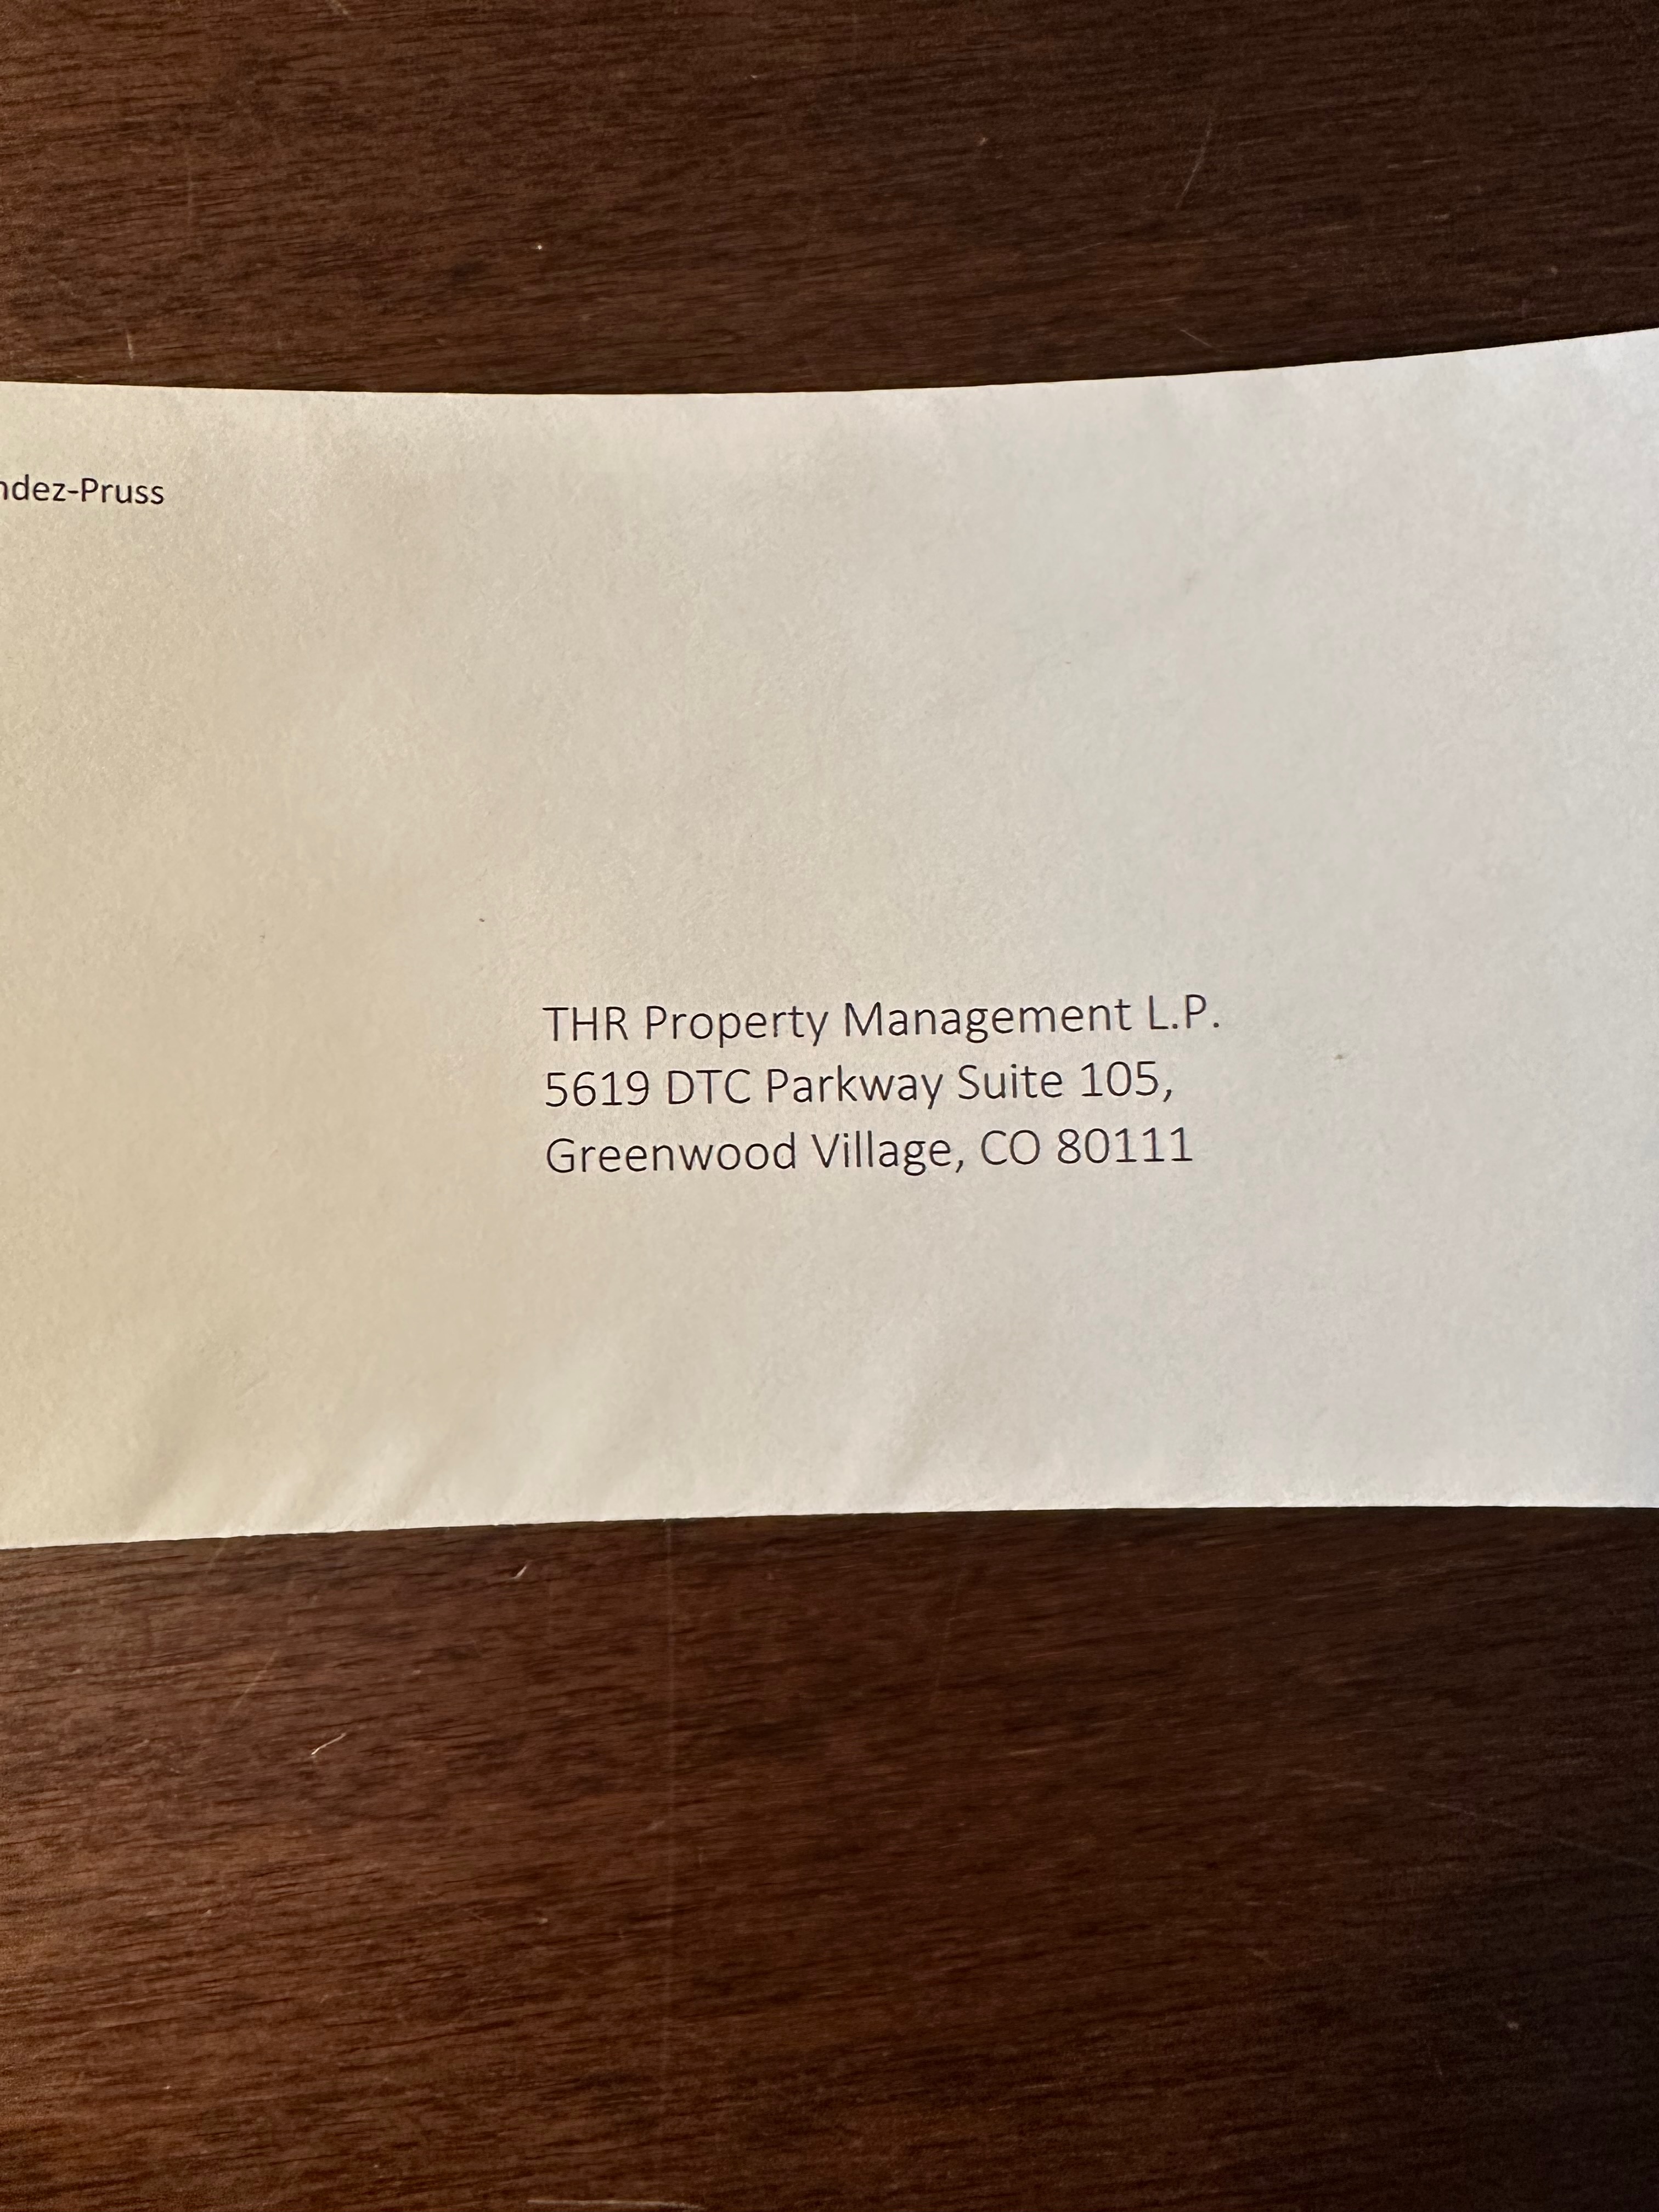 ndez-Pruss
THR Property Management L.P.
5619 DTC Parkway Suite 105,
Greenwood Village, CO 80111